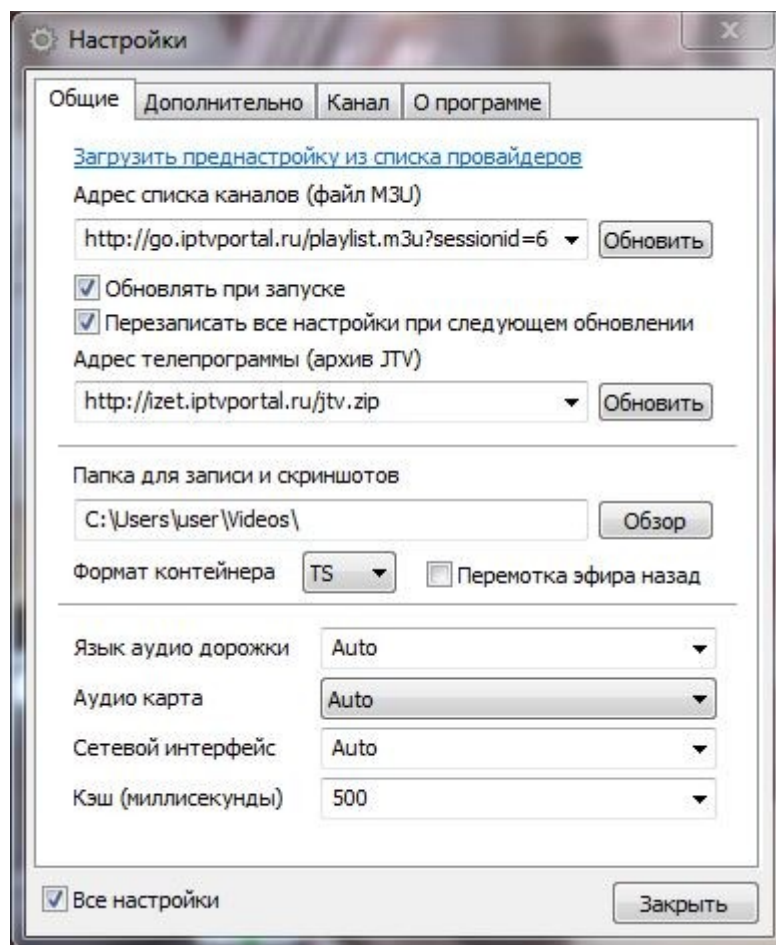 Настройки
Общие Дополнительно Канал О программе
Загрузить преднастройку из списка провайдеров
Адрес списка каналов (файл M3U)
http://go.iptvportal.ru/playlist.m3u?sessionid=6 Обновить
Обновлять при запуске
Перезаписать все настройки при следующем обновлении
Адрес телепрограммы (архив JTV)
http://izet.iptvportal.ru/jtv.zip Обновить
Папка для записи и скриншотов
C:\Users\user\Videos\ Обзор
Формат контейнера TS Перемотка эфира назад
Язык аудио дорожки Auto
Аудио карта Auto
Сетевой интерфейс Auto
Кэш (миллисекунды) 500
Все настройки Закрыть